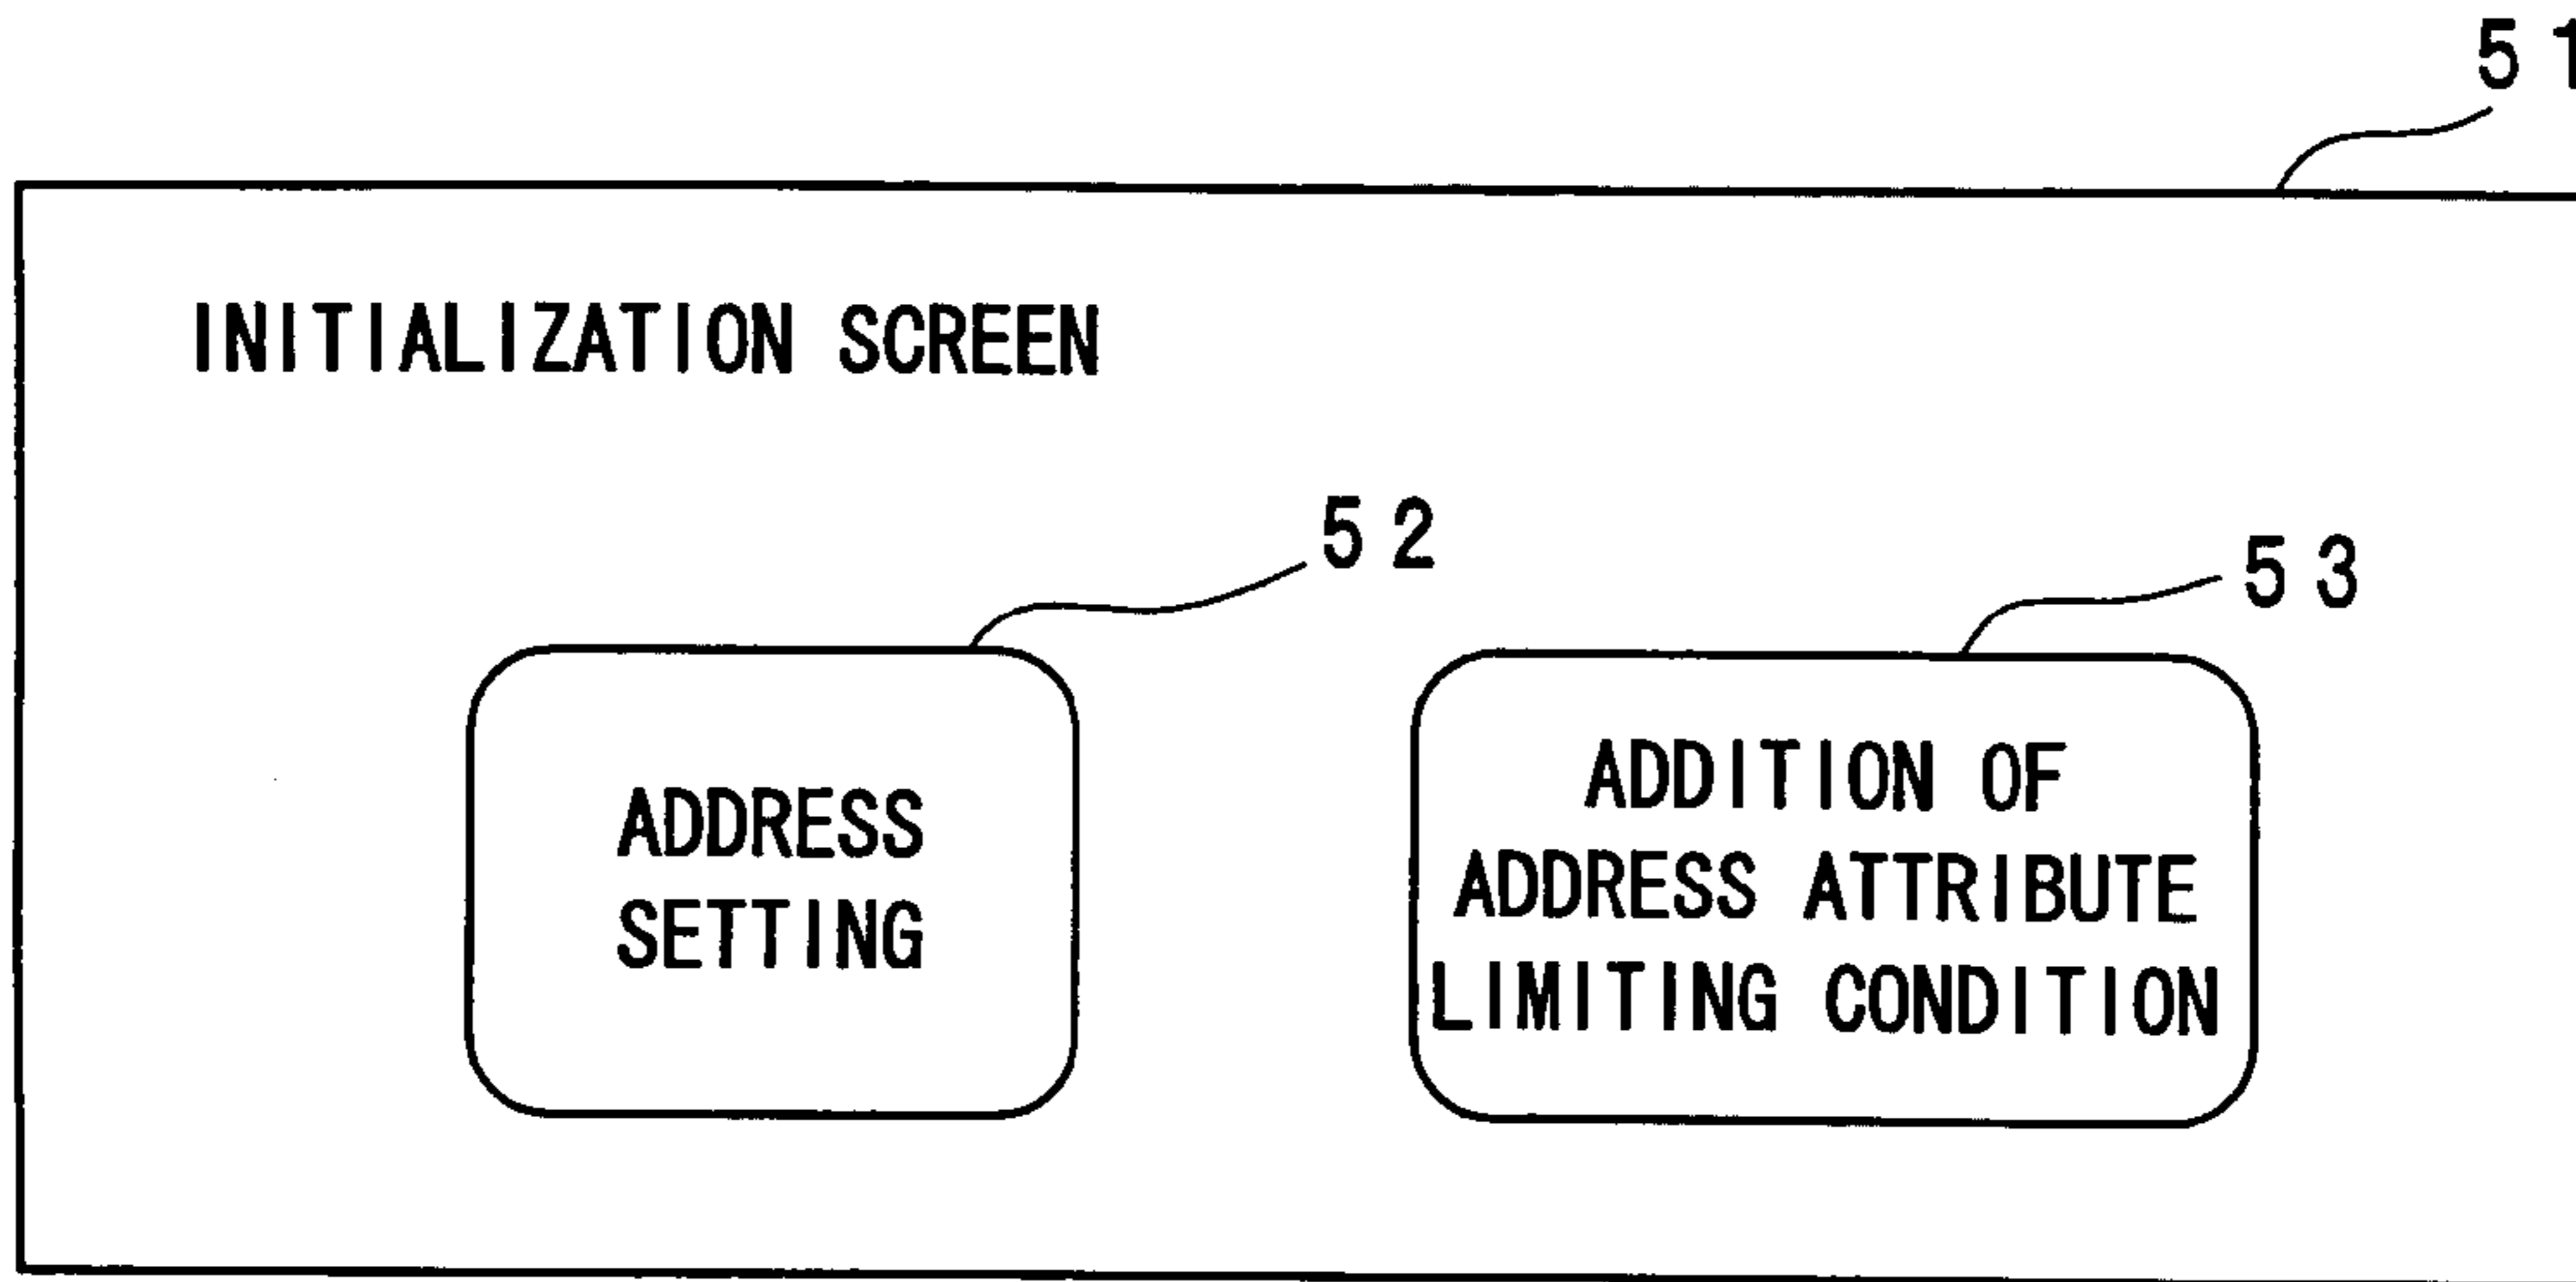 51
INITIALIZATION SCREEN
52
53
ADDRESS
SETTING
ADDITION OF
ADDRESS ATTRIBUTE
LIMITING CONDITION